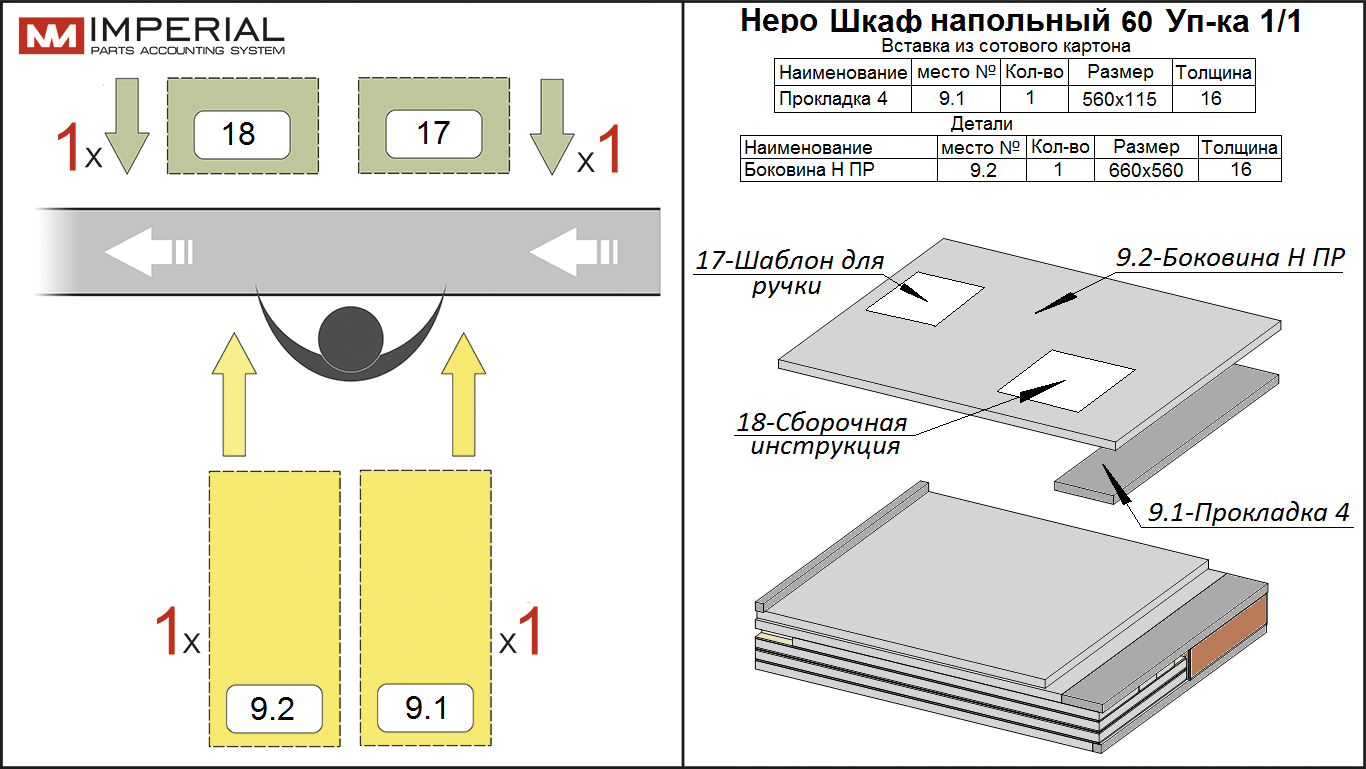 IMPERIAL
PARTS ACCOUNTING SYSTEM
1x
18
17
x1
9.2
9.1
1x
x1
Неро Шкаф напольный 60 Уп-ка 1/1
Вставка из сотового картона
Наименование место № Кол-во Размер Толщина
Прокладка 4 9.1 1 560x115 16
Детали
Наименование место № Кол-во Размер Толщина
Боковина Н ПР 9.2 1 660x560 16
17-Шаблон для
ручки
9.2-Боковина Н ПР
18-Сборочная
инструкция
9.1-Прокладка 4